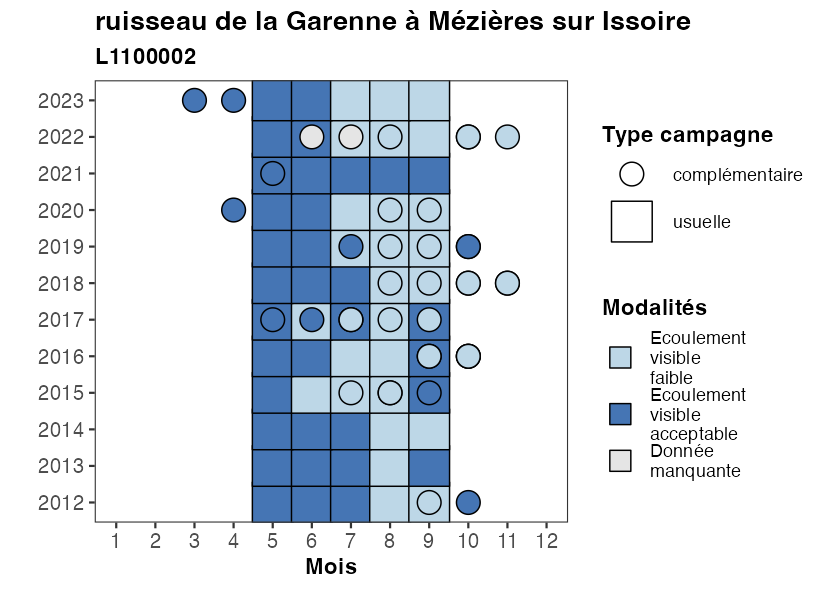 ruisseau de la Garenne à Mézières sur Issoire
L1100002
2023
2022
2021
2020
2019
2018
2017
2016
2015
2014
2013
2012
1 2 3 4 5 6 7 8 9 10 11 12
Mois
Type campagne
complémentaire
usuelle
Modalités
Ecoulement
visible
faible
Ecoulement
visible
acceptable
Donnée
manquante